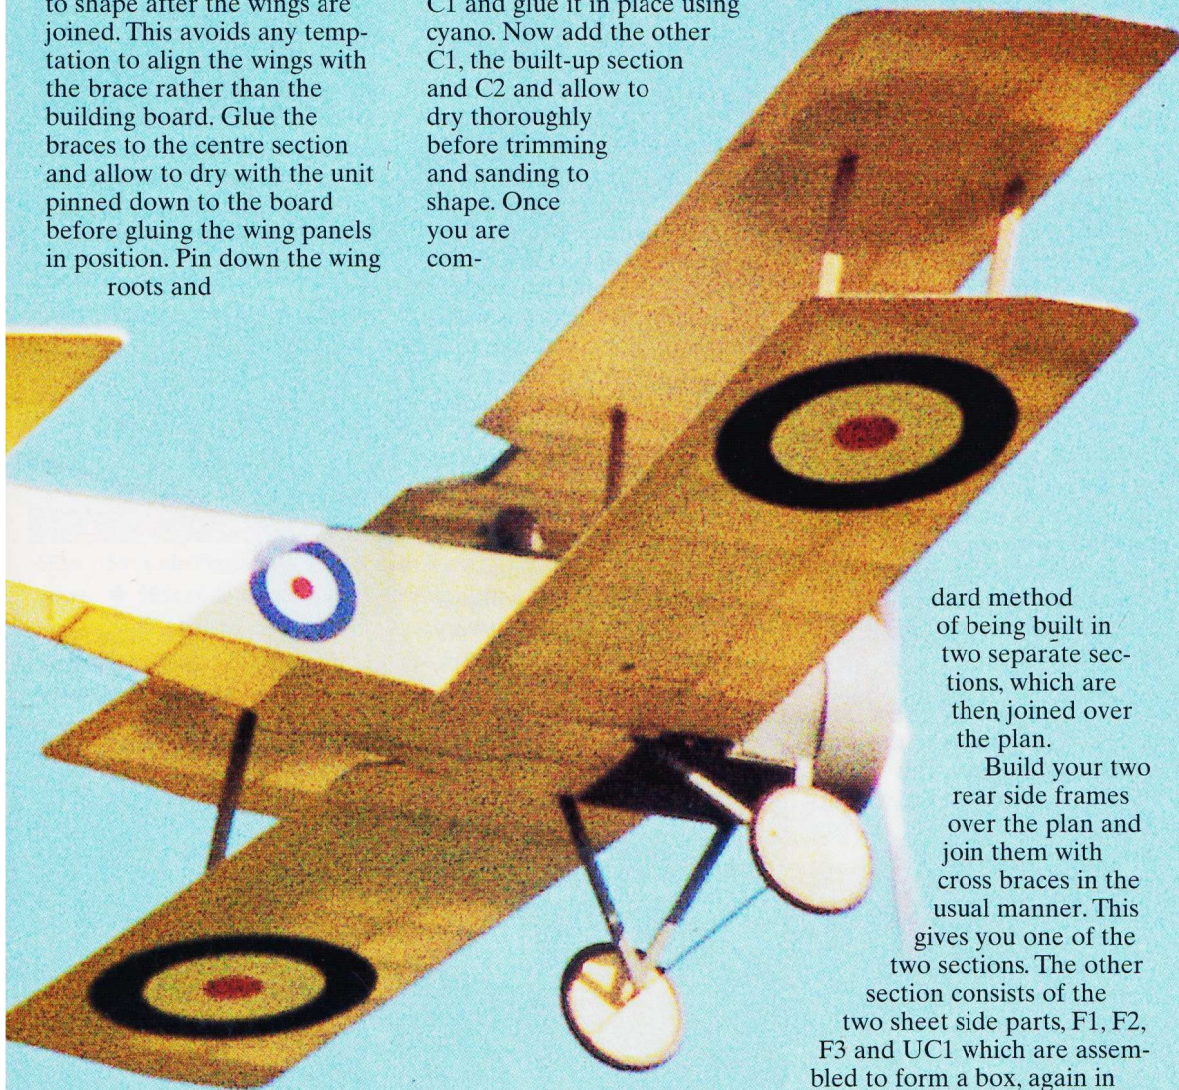 to shape after the wings are
joined. This avoids any temp-
tation to align the wings with
the brace rather than the
building board. Glue the
braces to the centre section
and allow to dry with the unit
pinned down to the board
before gluing the wing panels
in position. Pin down the wing
roots and
C1 and glue it in place using
cyano. Now add the other
C1, the built-up section
and C2 and allow to
dry thoroughly
before trimming
and sanding to
shape. Once
you are
com-
dard method
of being built in
two separate sec-
tions, which are
then joined over
the plan.
Build your two
rear side frames
over the plan and
join them with
cross braces in the
usual manner. This
gives you one of the
two sections. The other
section consists of the
two sheet side parts, F1, F2,
F3 and UC1 which are assem-
bled to form a box, again in